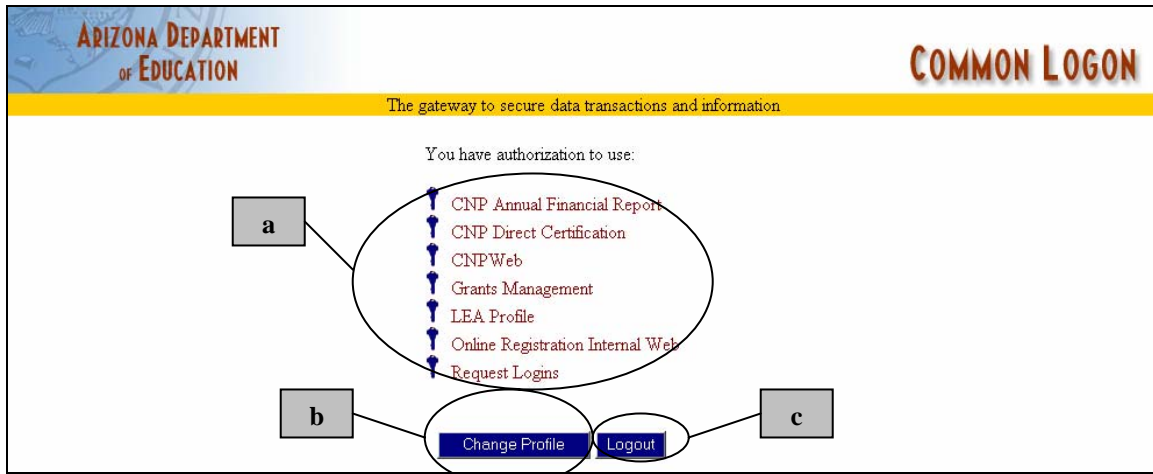 ARIZONA DEPARTMENT
OF EDUCATION
COMMON LOGON
The gateway to secure data transactions and information
You have authorization to use:
CNP Annual Financial Report
a
CNP Direct Certification
CNPWeb
Grants Management
LEA Profile
Online Registration Internal Web
Request Logins
b
c
Change Profile
Logout